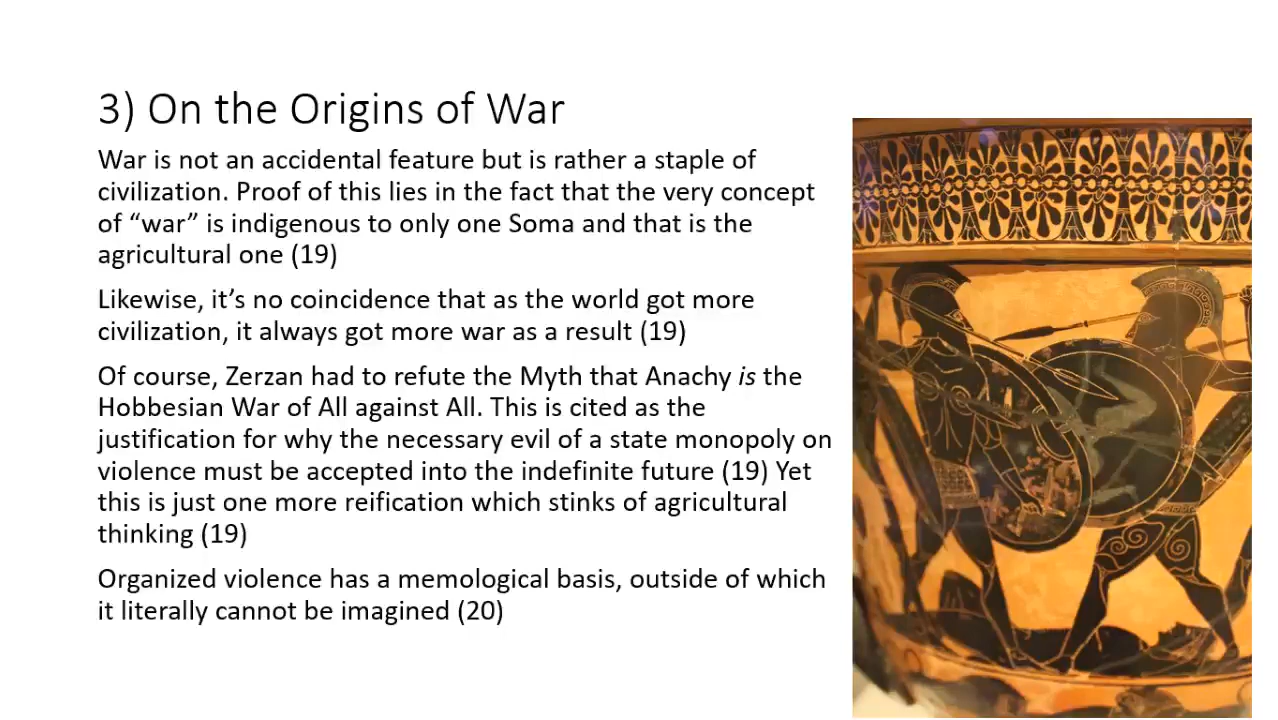 3) On the Origins of War
War is not an accidental feature but is rather a staple of
civilization. Proof of this lies in the fact that the very concept
of “war” is indigenous to only one Soma and that is the
agricultural one (19)
Likewise, it’s no coincidence that as the world got more
civilization, it always got more war as a result (19)
Of course, Zerzan had to refute the Myth that Anachy is the
Hobbesian War of All against All. This is cited as the
justification for why the necessary evil of a state monopoly on
violence must be accepted into the indefinite future (19) Yet
this is just one more reification which stinks of agricultural
thinking (19)
Organized violence has a memological basis, outside of which
it literally cannot be imagined (20)